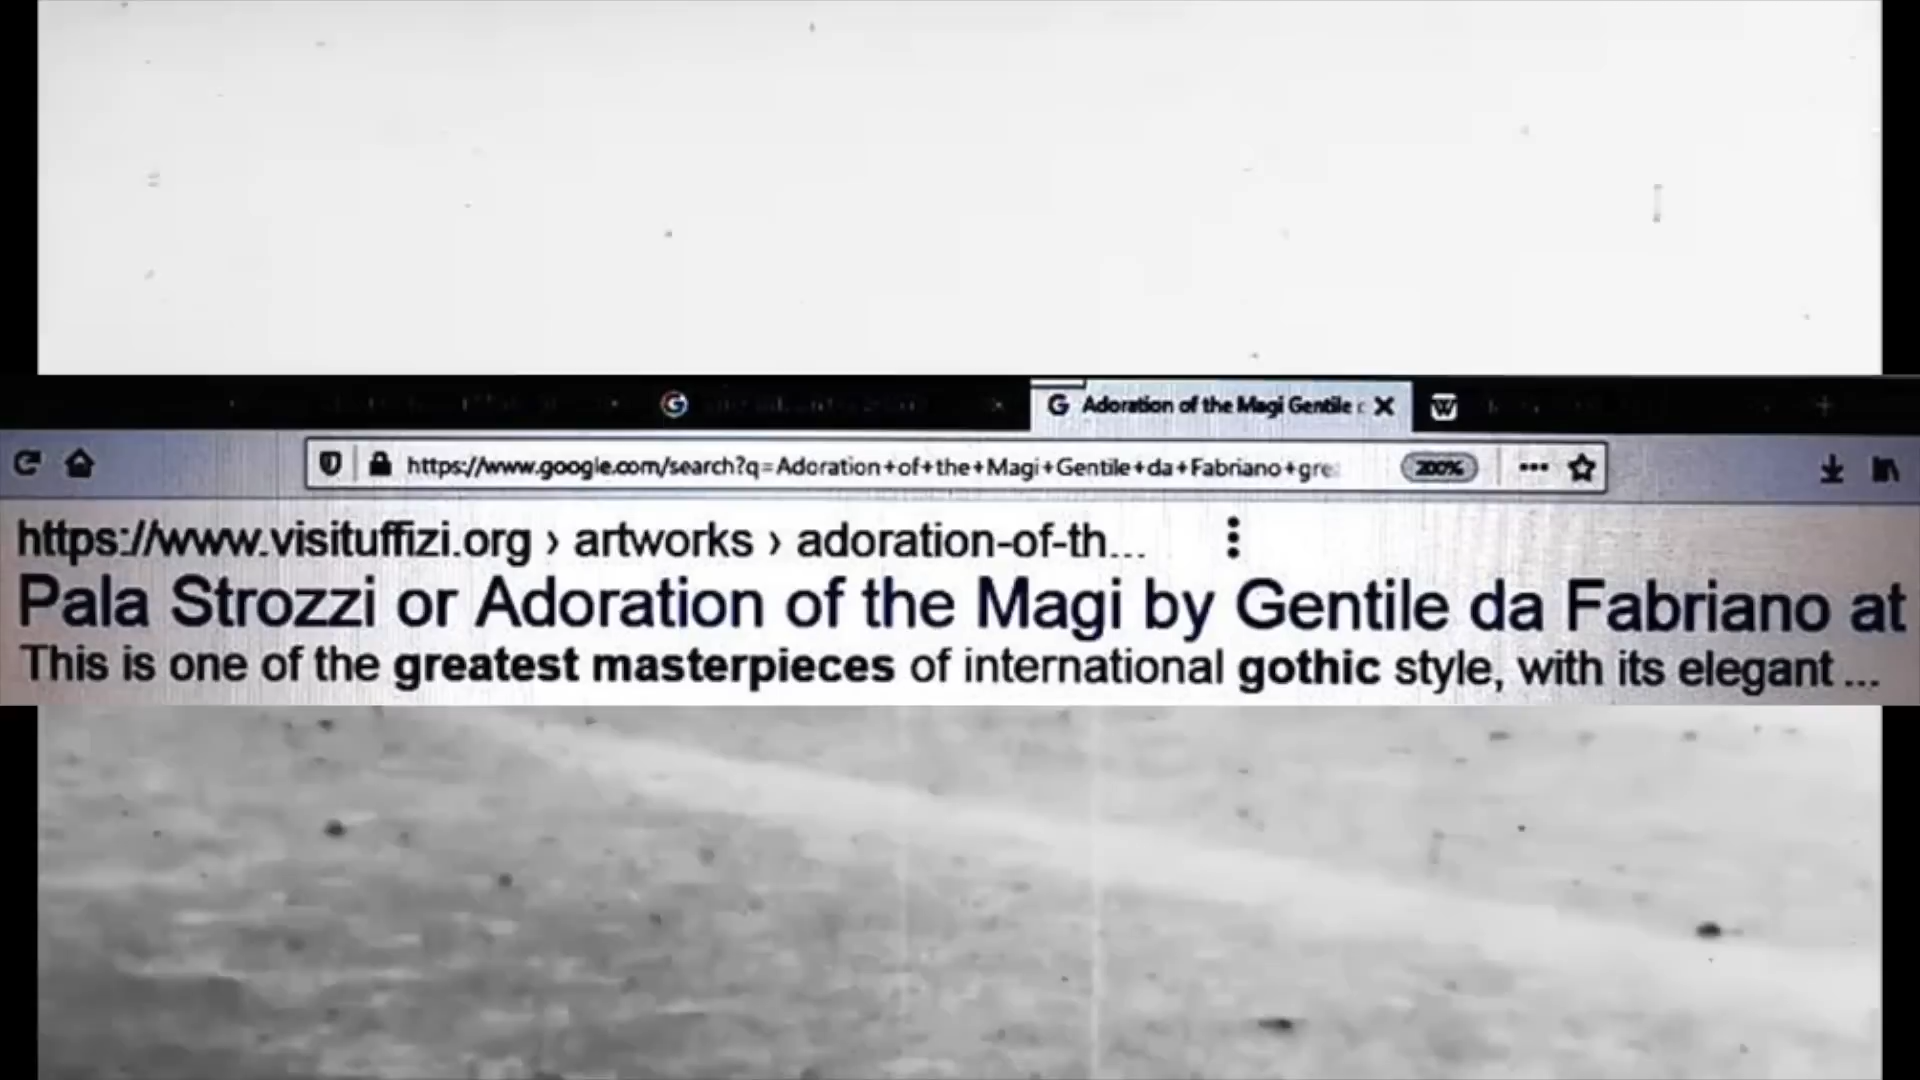 G Adoration of the Magi Gentile
https://www.google.com/search?q=Adoration+of+the+Magi+Gentile+da+Fabriano+gre 200%
https://www.visituffizi.org › artworks › adoration-of-th...
Pala Strozzi or Adoration of the Magi by Gentile da Fabriano at
This is one of the greatest masterpieces of international gothic style, with its elegant ...